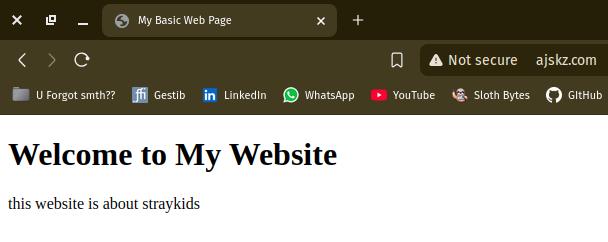 My Basic Web Page
Not secure ajskz.com
U Forgot smth?? Gestib LinkedIn WhatsApp YouTube Sloth Bytes GItHub
Welcome to My Website
this website is about straykids